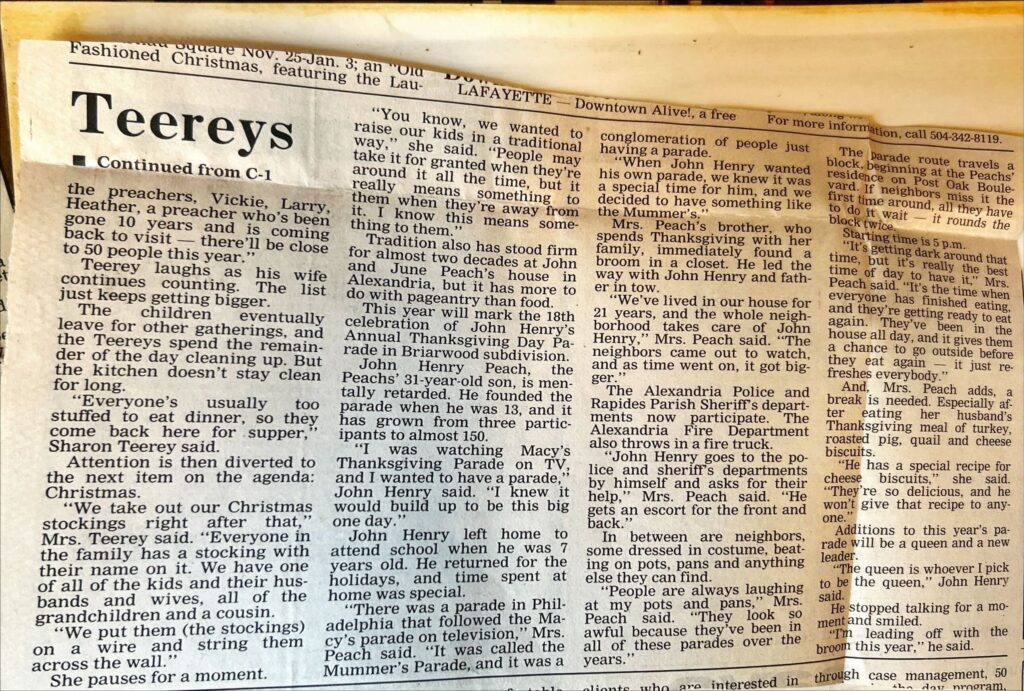 Square Nov. 25-Jan. 3; an "Old
Fashioned Christmas, featuring the Lau-
LAFAYETTE — Downtown Alive!, a free
For more information, call 504-342-8119.
Teereys
■ Continued from C-1
the preachers, Vickie, Larry,
Heather, a preacher who's been
gone 10 years and is coming
back to visit — there'll be close
to 50 people this year."
Teerey laughs as his wife
continues counting. The list
just keeps getting bigger.
The children eventually
leave for other gatherings, and
the Teereys spend the remain-
der of the day cleaning up. But
the kitchen doesn't stay clean
for long.
"Everyone's usually too
stuffed to eat dinner, so they
come back here for supper,"
Sharon Teerey said.
Attention is then diverted to
the next item on the agenda:
Christmas.
"We take out our Christmas
stockings right after that,"
Mrs. Teerey said. "Everyone in
the family has a stocking with
their name on it. We have one
of all of the kids and their hus-
bands and wives, all of the
grandchildren and a cousin.
"We put them (the stockings)
on a wire and string them
across the wall."
She pauses for a moment.
"You know, we wanted to
raise our kids in a traditional
way," she said. "People may
take it for granted when they're
around it all the time, but it
really means something to
them when they're away from
it. I know this means some-
thing to them."
Tradition also has stood firm
for almost two decades at John
and June Peach's house in
Alexandria, but it has more to
do with pageantry than food.
This year will mark the 18th
celebration of John Henry's
Annual Thanksgiving Day Pa-
rade in Briarwood subdivision.
John Henry Peach, the
Peachs' 31-year-old son, is men-
tally retarded. He founded the
parade when he was 13, and it
has grown from three partic-
ipants to almost 150.
"I was watching Macy's
Thanksgiving Parade on TV,
and I wanted to have a parade,"
John Henry said. "I knew it
would build up to be this big
one day."
John Henry left home to
attend school when he was 7
years old. He returned for the
holidays, and time spent at
home was special.
"There was a parade in Phil-
adelphia that followed the Ma-
cy's parade on television," Mrs.
Peach said. "It was called the
Mummer's Parade, and it was a
conglomeration of people just
having a parade.
"When John Henry wanted
his own parade, we knew it was
a special time for him, and we
decided to have something like
the Mummer's,"
Mrs. Peach's brother, who
spends Thanksgiving with her
family, immediately found a
broom in a closet. He led the
way with John Henry and fath-
er in tow.
"We've lived in our house for
21 years, and the whole neigh-
borhood takes care of John
Henry," Mrs. Peach said. "The
neighbors came out to watch,
and as time went on, it got big-
ger."
The Alexandria Police and
Rapides Parish Sheriff's depart-
ments now participate. The
Alexandria Fire Department
also throws in a fire truck.
"John Henry goes to the po-
lice and sheriff's departments
by himself and asks for their
help," Mrs. Peach said. "He
gets an escort for the front and
back."
In between are neighbors,
some dressed in costume, beat-
ing on pots, pans and anything
else they can find.
"People are always laughing
at my pots and pans," Mrs.
Peach said. "They look so
awful because they've been in
all of these parades over the
years."
The parade route travels a
block, beginning at the Peachs'
residence on Post Oak Boule-
vard. If neighbors miss it the
first time around, all they have
to do it wait — it rounds the
block twice.
Starting time is 5 p.m.
"It's getting dark around that
time, but it's really the best
time of day to have it," Mrs.
Peach said. "It's the time when
everyone has finished eating,
and they're getting ready to eat
again. They've been in the
house all day, and it gives them
a chance to go outside before
they eat again — it just re-
freshes everybody."
And, Mrs. Peach adds, a
break is needed. Especially af-
ter eating her husband's
Thanksgiving meal of turkey,
roasted pig, quail and cheese
biscuits.
"He has a special recipe for
cheese biscuits," she said.
"They're so delicious, and he
won't give that recipe to any-
one."
Additions to this year's pa-
rade will be a queen and a new
leader.
"The queen is whoever I pick
to be the queen," John Henry
said.
He stopped talking for a mo-
ment and smiled.
"I'm leading off with the
broom this year," he said.
clients who are interested in
through case management, 50
day program,